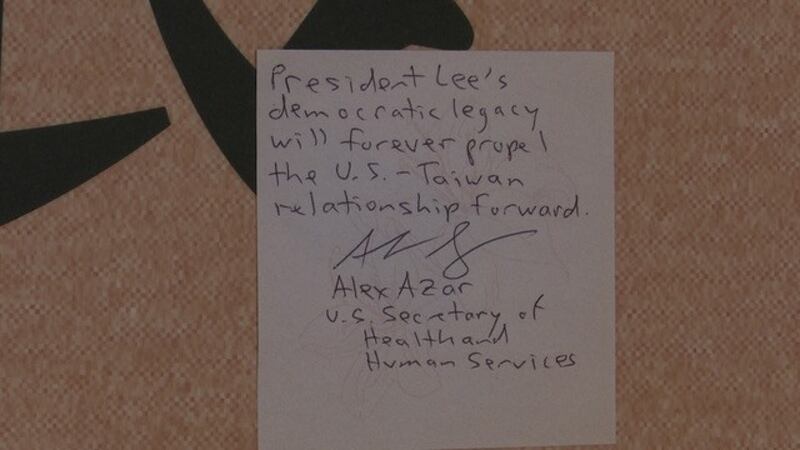 President Lee's
democratic legacy
will forever propel
the U.S. - Taiwan
relationship forward.
Alex Azar
U.S. Secretary of
Health and
Human Services